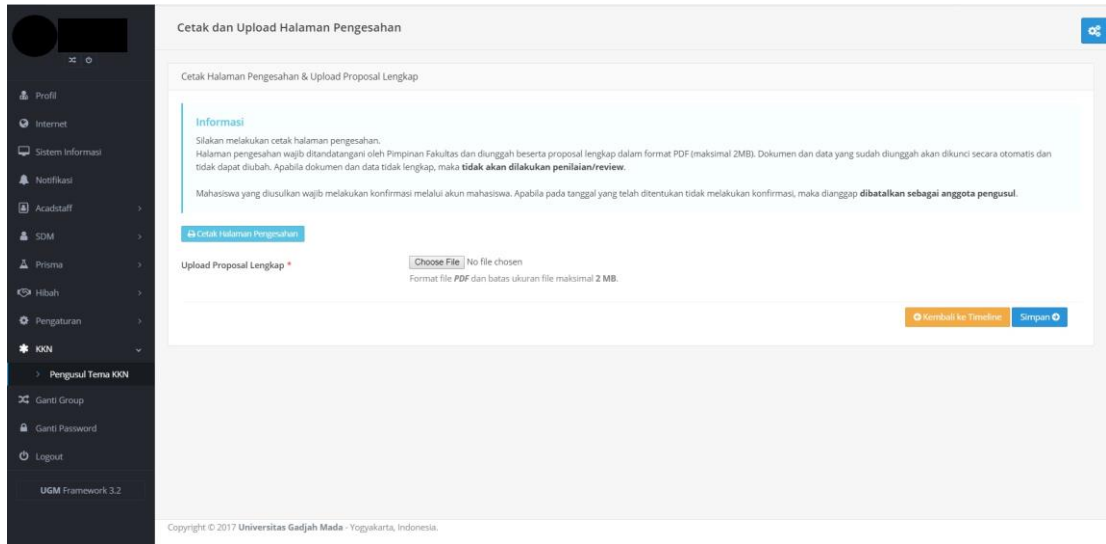 Cetak dan Upload Halaman Pengesahan
Profil
Internet
Sistem Informasi
Notifikasi
Acadstaff
SDM
Prisma
Hibah
Pengaturan
KKN
Pengusul Tema KKN
Ganti Group
Ganti Password
Logout
UGM Framework 3.2
Cetak Halaman Pengesahan & Upload Proposal Lengkap
Informasi
Silakan melakukan cetak halaman pengesahan.
Halaman pengesahan wajib ditandatangani oleh Pimpinan Fakultas dan diunggah beserta proposal lengkap dalam format PDF (maksimal 2MB). Dokumen dan data yang sudah diunggah akan dikunci secara otomatis dan
tidak dapat diubah. Apabila dokumen dan data tidak lengkap, maka tidak akan dilakukan penilaian/review.
Mahasiswa yang diusulkan wajib melakukan konfirmasi melalui akun mahasiswa. Apabila pada tanggal yang telah ditentukan tidak melakukan konfirmasi, maka dianggap dibatalkan sebagai anggota pengusul.
Cetak Halaman Pengesahan
Upload Proposal Lengkap *
Choose File No file chosen
Format file PDF dan batas ukuran file maksimal 2 MB.
Kembali ke Timeline
Simpan
Copyright © 2017 Universitas Gadjah Mada - Yogyakarta, Indonesia.